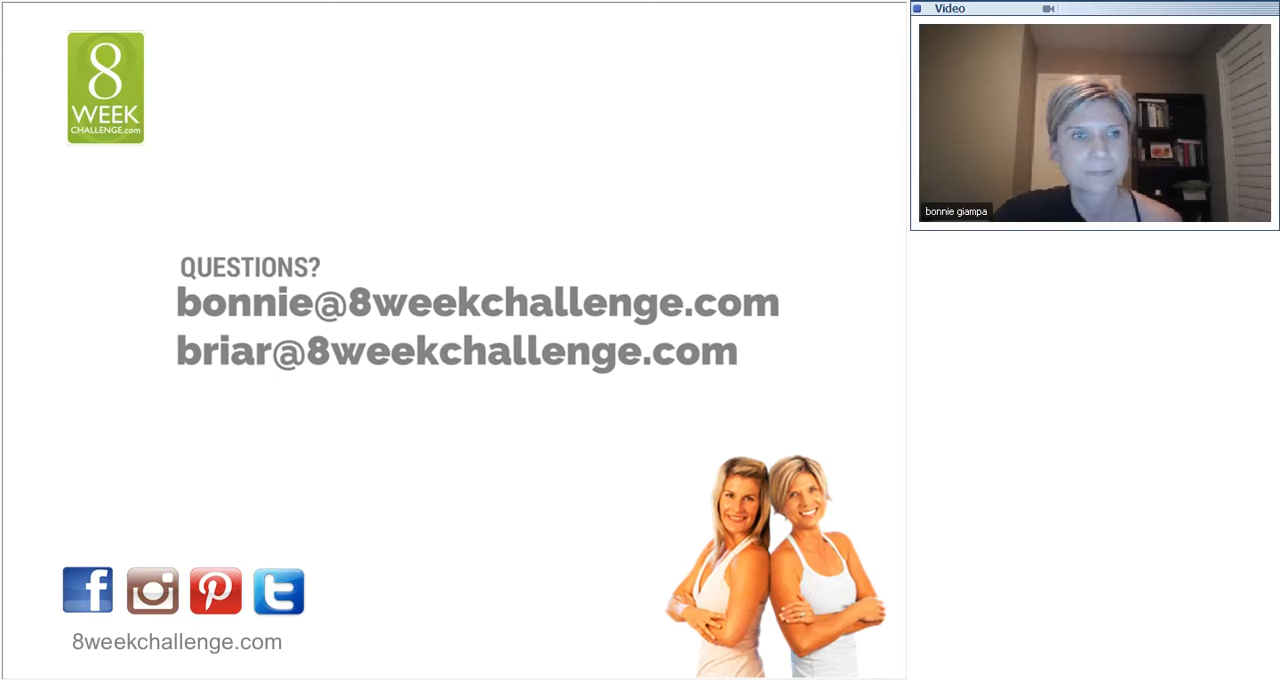 8
WEEK
CHALLENGE.com
QUESTIONS?
bonnie@8weekchallenge.com
briar@8weekchallenge.com
8weekchallenge.com
Video
bonnie giampa